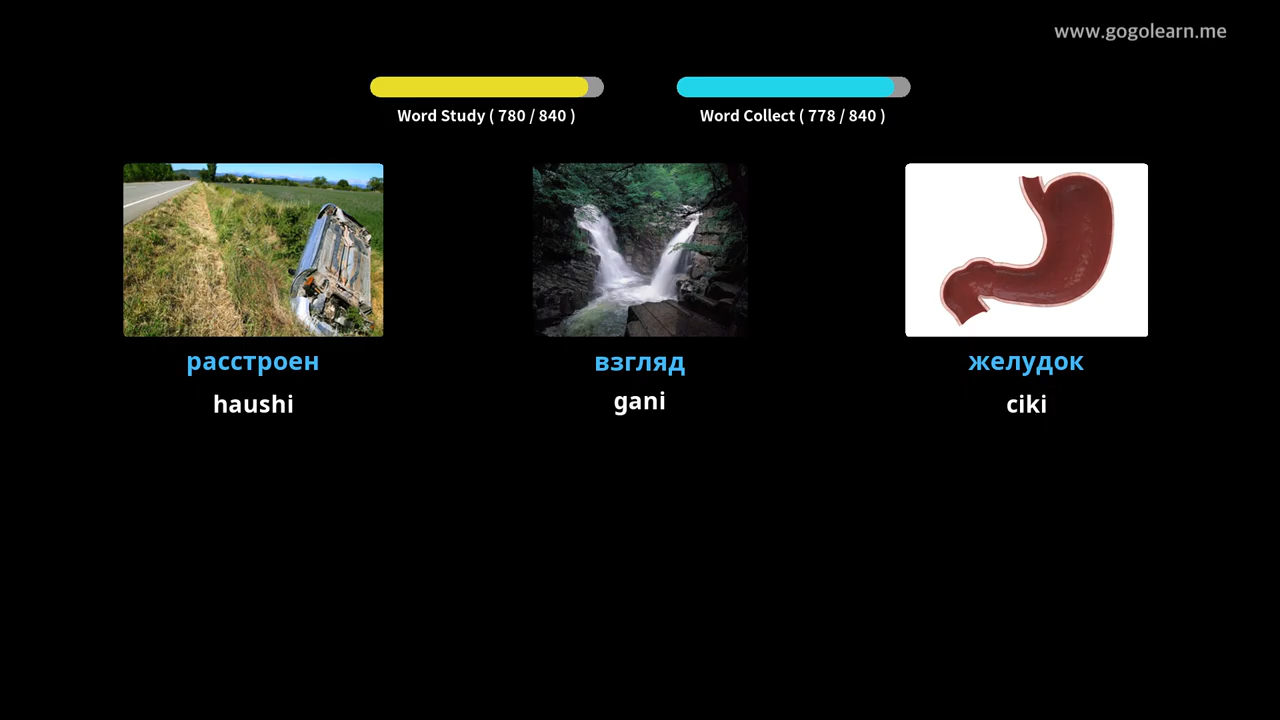 www.gogolearn.me
Word Study ( 780 / 840 )
Word Collect ( 778 / 840 )
расстроен
взгляд
желудок
haushi
gani
ciki